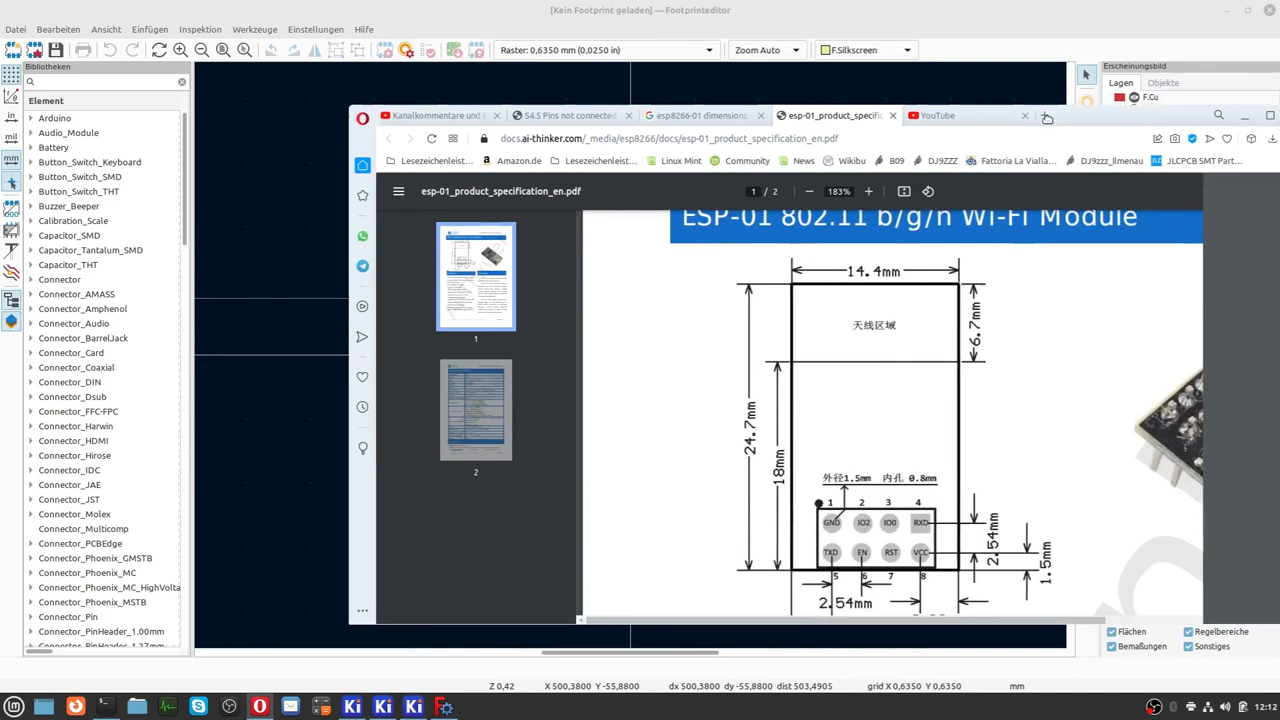 [Kein Footprint geladen] — Footprinteditor
Datei Bearbeiten Ansicht Einfügen Inspektion Werkzeuge Einstellungen Hilfe
Raster: 0,6350 mm (0,0250 in) Zoom Auto F.Silkscreen
Bibliotheken
Element
Arduino
Audio_Module
Battery
Button_Switch_Keyboard
Button_Switch_SMD
Button_Switch_THT
Buzzer_Beeper
Calibration_Scale
Capacitor_SMD
Capacitor_Tantalum_SMD
Capacitor_THT
Connector
Connector_AMASS
Connector_Amphenol
Connector_Audio
Connector_BarrelJack
Connector_Card
Connector_Coaxial
Connector_DIN
Connector_Dsub
Connector_FFC-FPC
Connector_Harwin
Connector_HDMI
Connector_Hirose
Connector_IDC
Connector_JAE
Connector_JST
Connector_Multicomp
Connector_PCBEdge
Connector_Phoenix_GMSTB
Connector_Phoenix_MC
Connector_Phoenix_MC_HighVolta
Connector_Phoenix_MSTB
Connector_Pin
Connector_PinHeader_1.00mm
in
mil
mm
Erscheinungsbild
Lagen Objekte
F.Cu
Kanalkommentare und S4.5 Pins not connected esp8266-01 dimensions esp-01_product_specific YouTube
docs.ai-thinker.com/_media/esp8266/docs/esp-01_product_specification_en.pdf
Lesezeichenleist... Amazon.de Lesezeichenleist... Linux Mint Community News Wikibu B09 DJ9ZZ Fattoria La Vialla... DJ9zzz_Ilmenau JLCPCB SMT Part...
esp-01_product_specification_en.pdf 1 / 2 183%
1
2
ESP-01 802.11 b/g/n Wi-Fi Module
14.4mm
天线区域
6.7mm
24.7mm
18mm
外径1.5mm 内孔 0.8mm
1 2 3 4
GND IO2 IO0 RXD
TXD EN RST VCC
5 6 7 8
2.54mm
2.54mm
1.5mm
Flächen Regelbereiche
Bemaßungen Sonstiges
Z 0,42 X 500,3800 Y -55,8800 dx 500,3800 dy -55,8800 dist 503,4905 grid X 0,6350 Y 0,6350 mm
Ki Ki Ki
12:12